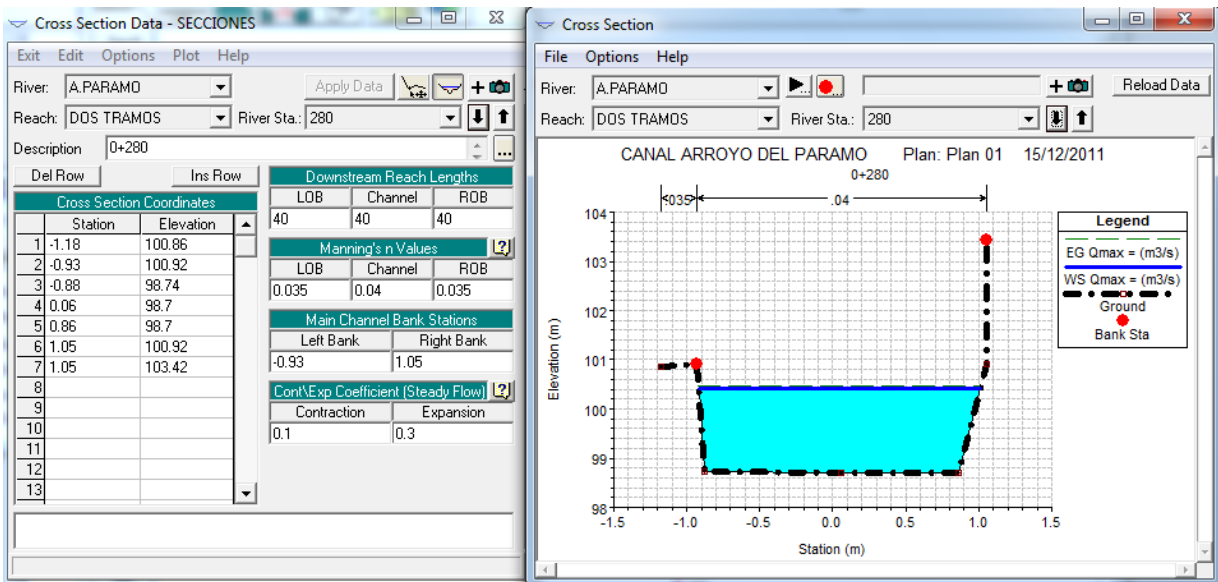 Cross Section Data - SECCIONES
Exit Edit Options Plot Help
River: A.PARAMO Apply Data
Reach: DOS TRAMOS River Sta.: 280
Description 0+280
Del Row Ins Row
Cross Section Coordinates
Station Elevation
1 -1.18 100.86
2 -0.93 100.92
3 -0.88 98.74
4 0.06 98.7
5 0.86 98.7
6 1.05 100.92
7 1.05 103.42
8
9
10
11
12
13
Downstream Reach Lengths
LOB Channel ROB
40 40 40
Manning's n Values
LOB Channel ROB
0.035 0.04 0.035
Main Channel Bank Stations
Left Bank Right Bank
-0.93 1.05
Cont\Exp Coefficient (Steady Flow)
Contraction Expansion
0.1 0.3
Cross Section
File Options Help
River: A.PARAMO Reload Data
Reach: DOS TRAMOS River Sta.: 280
CANAL ARROYO DEL PARAMO Plan: Plan 01 15/12/2011
0+280
.035 .04
104
103
102
101
100
99
98
Elevation (m)
-1.5 -1.0 -0.5 0.0 0.5 1.0 1.5
Station (m)
Legend
EG Qmax = (m3/s)
WS Qmax = (m3/s)
Ground
Bank Sta